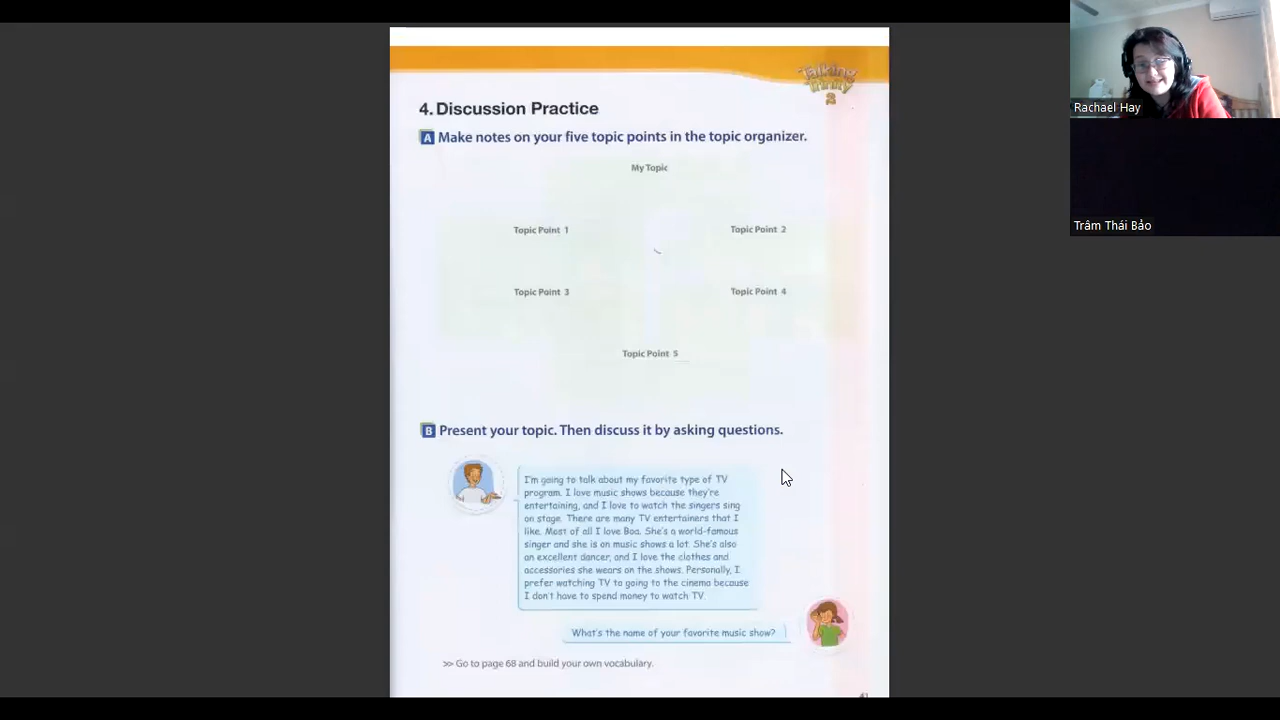 Talking
Trinity
2
4. Discussion Practice
A Make notes on your five topic points in the topic organizer.
My Topic
Topic Point 1
Topic Point 2
Topic Point 3
Topic Point 4
Topic Point 5
B Present your topic. Then discuss it by asking questions.
I'm going to talk about my favorite type of TV
program. I love music shows because they're
entertaining, and I love to watch the singers sing
on stage. There are many TV entertainers that I
like. Most of all I love Boa. She's a world-famous
singer and she is on music shows a lot. She's also
an excellent dancer, and I love the clothes and
accessories she wears on the shows. Personally, I
prefer watching TV to going to the cinema because
I don't have to spend money to watch TV.
What's the name of your favorite music show?
>> Go to page 68 and build your own vocabulary.
Rachael Hay
Trâm Thái Bảo